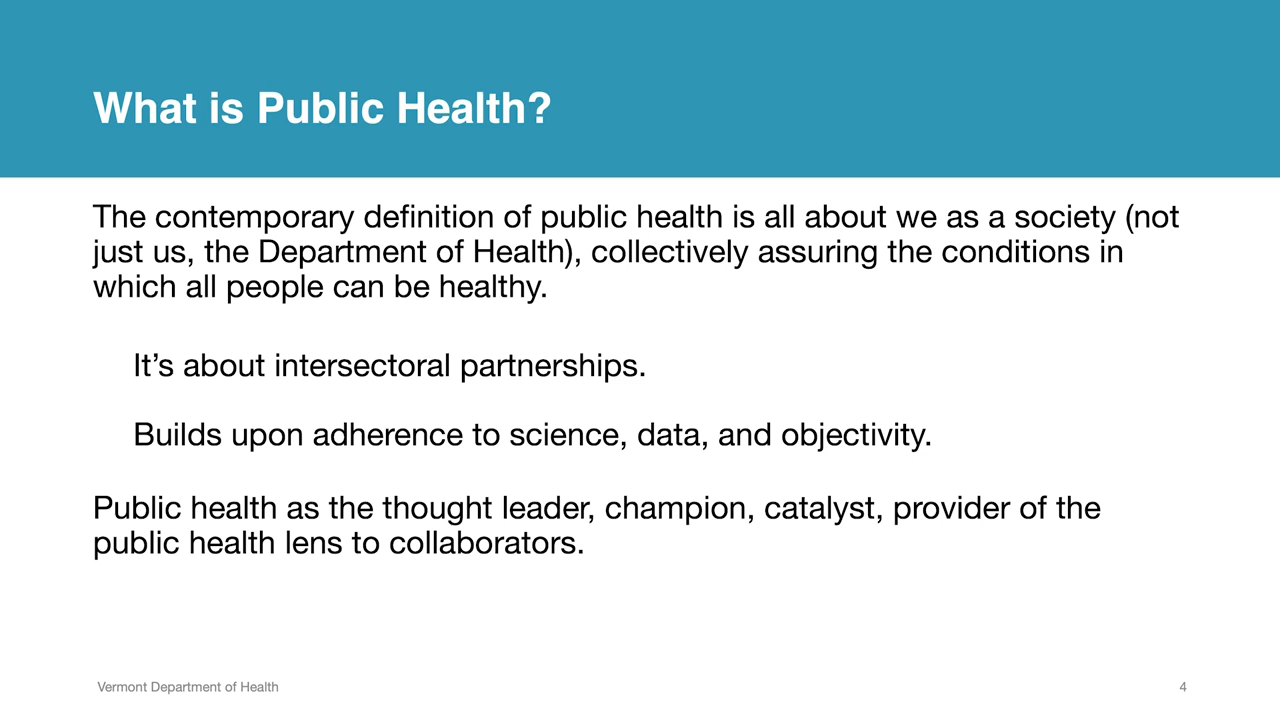 What is Public Health?
The contemporary definition of public health is all about we as a society (not
just us, the Department of Health), collectively assuring the conditions in
which all people can be healthy.
It’s about intersectoral partnerships.
Builds upon adherence to science, data, and objectivity.
Public health as the thought leader, champion, catalyst, provider of the
public health lens to collaborators.
Vermont Department of Health
4